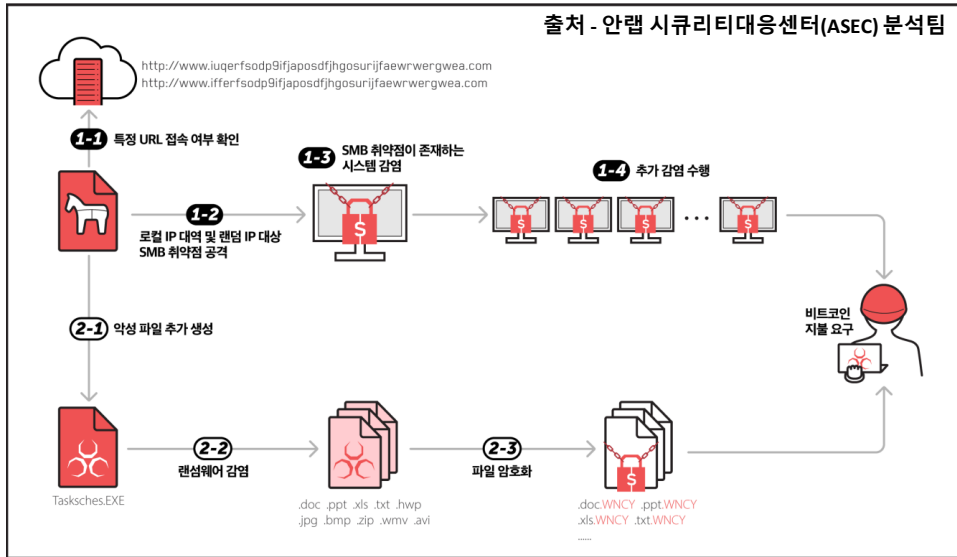 출처 - 안랩 시큐리티대응센터(ASEC) 분석팀
http://www.iuqerfsodp9ifjaposdfjhgosurijfaewrwergwea.com
http://www.ifferfsodp9ifjaposdfjhgosurijfaewrwergwea.com
1-1 특정 URL 접속 여부 확인
1-3 SMB 취약점이 존재하는
시스템 감염
1-4 추가 감염 수행
1-2
로컬 IP 대역 및 랜덤 IP 대상
SMB 취약점 공격
$
$
$
$
...
$
2-1 악성 파일 추가 생성
비트코인
지불 요구
2-2
랜섬웨어 감염
2-3
파일 암호화
$
Tasksches.EXE
.doc .ppt .xls .txt .hwp
.jpg .bmp .zip .wmv .avi
.doc.WNCY .ppt.WNCY
.xls.WNCY .txt.WNCY
......